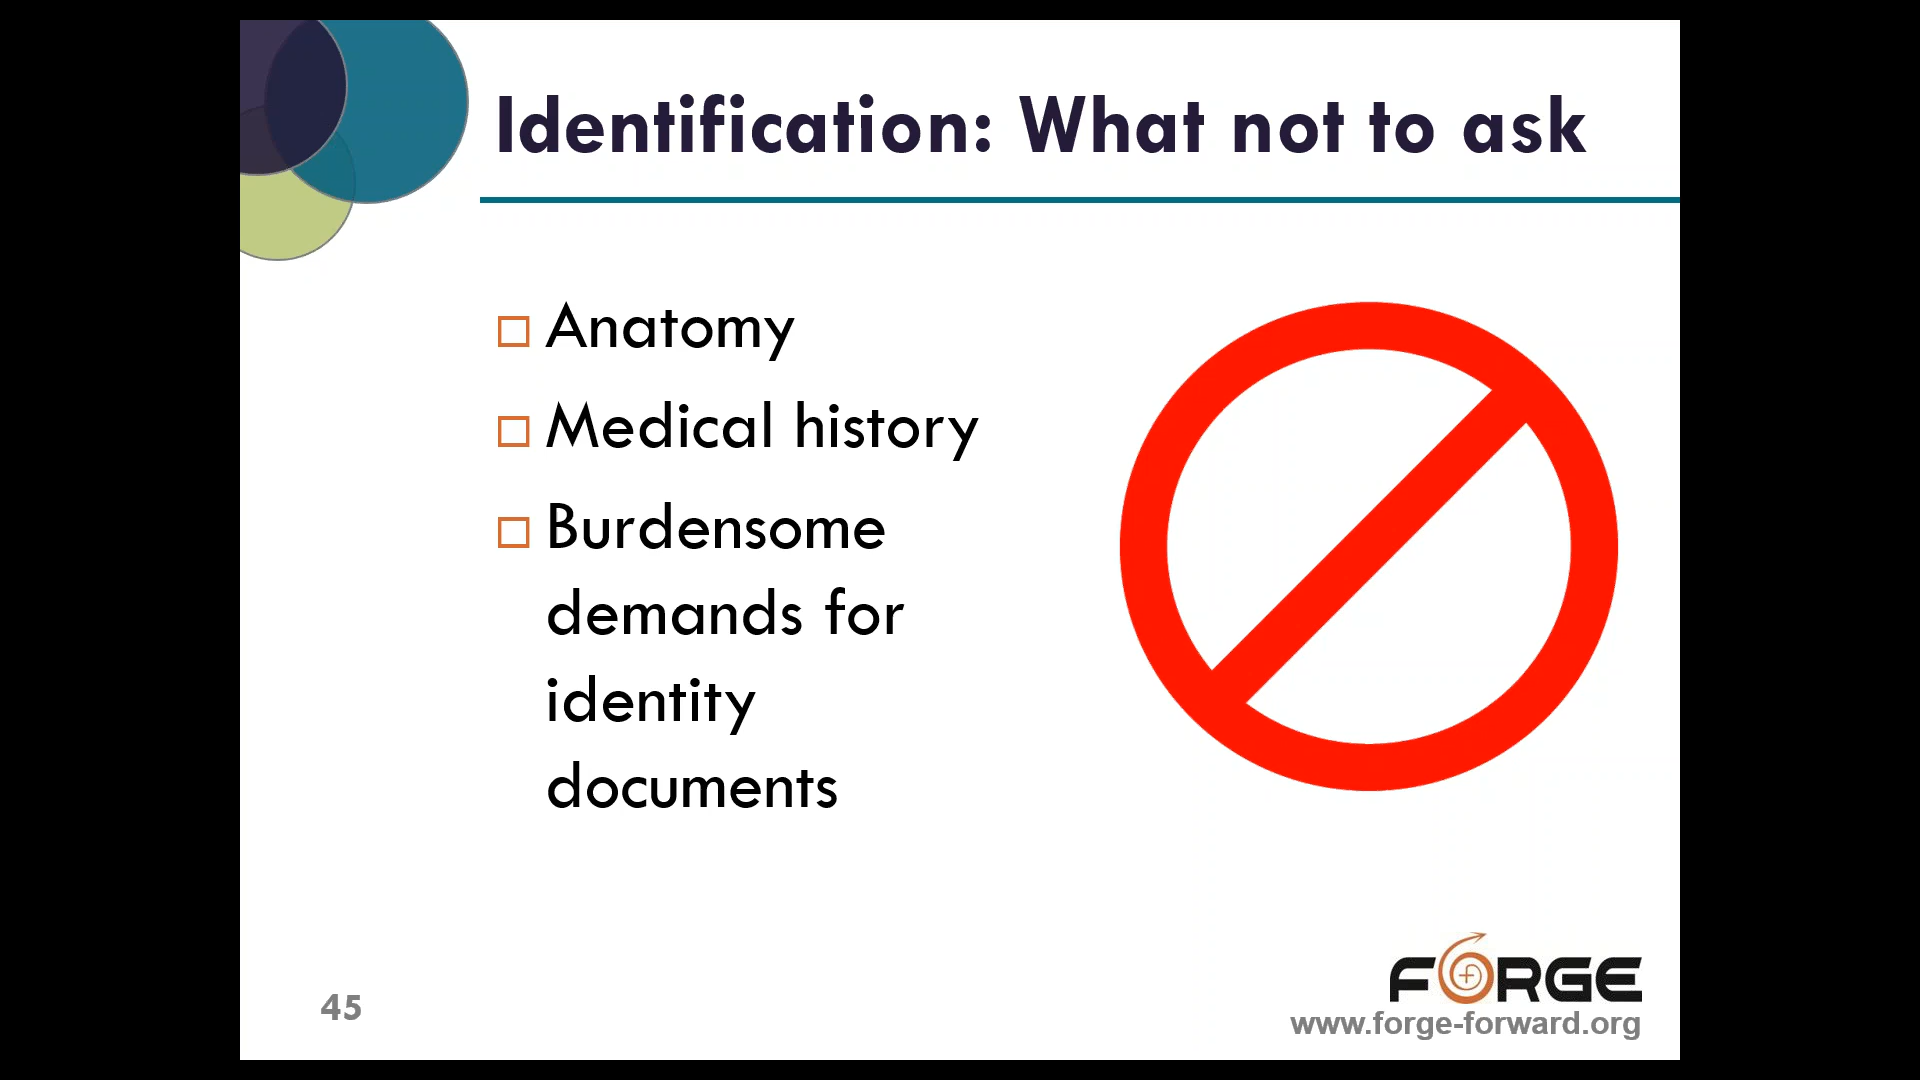 Identification: What not to ask
Anatomy
Medical history
Burdensome
demands for
identity
documents
FORGE
www.forge-forward.org
45